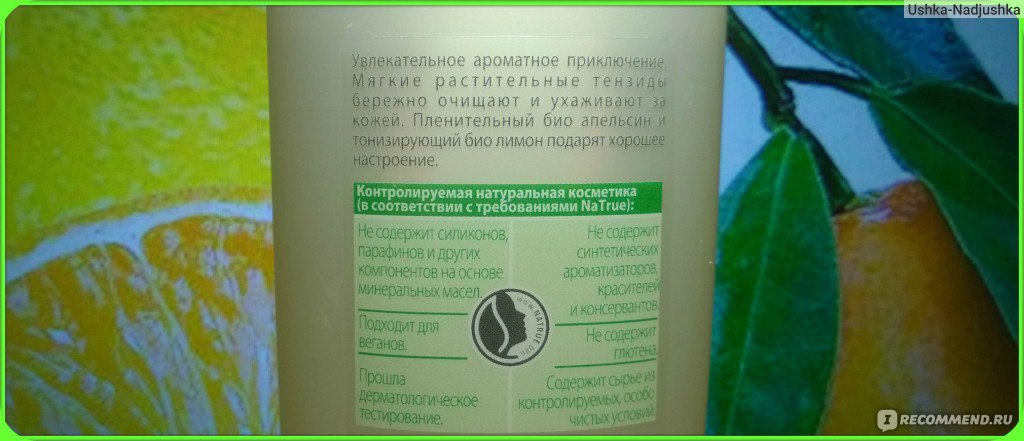 Ushka-Nadjushka
Увлекательное ароматное приключение.
Мягкие растительные тензиды
бережно очищают и ухаживают за
кожей. Пленительный био апельсин и
тонизирующий био лимон подарят хорошее
настроение.
Контролируемая натуральная косметика
(в соответствии с требованиями NaTrue):
Не содержит силиконов,
парафинов и других
компонентов на основе
минеральных масел.
Не содержит
синтетических
ароматизаторов,
красителей
и консервантов.
WWW.NATRUE.ORG
Подходит для
веганов.
Не содержит
глютена.
Прошла
дерматологическое
тестирование.
Содержит сырье из
контролируемых, особо
чистых условий
I RECOMMEND.RU